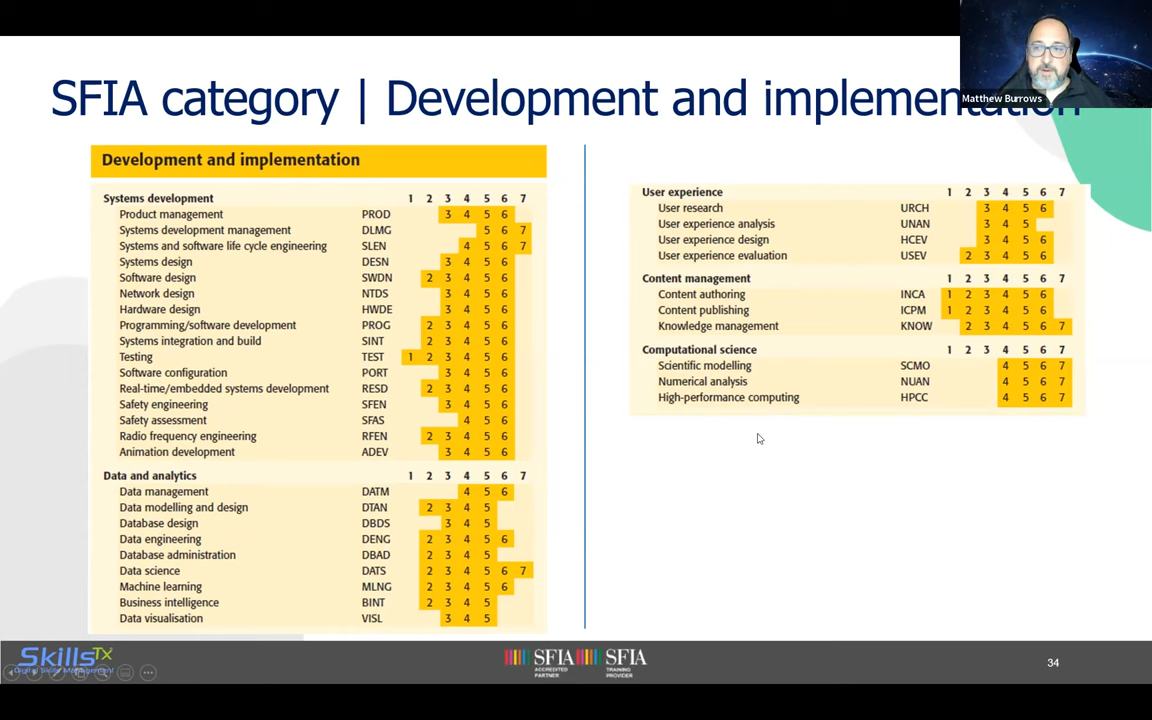 SFIA category | Development and implementation
Matthew Burrows
Development and implementation
Systems development 1 2 3 4 5 6 7
Product management PROD 3 4 5 6
Systems development management DLMG 5 6 7
Systems and software life cycle engineering SLEN 4 5 6 7
Systems design DESN 3 4 5 6
Software design SWDN 2 3 4 5 6
Network design NTDS 3 4 5 6
Hardware design HWDE 3 4 5 6
Programming/software development PROG 2 3 4 5 6
Systems integration and build SINT 2 3 4 5 6
Testing TEST 1 2 3 4 5 6
Software configuration PORT 3 4 5 6
Real-time/embedded systems development RESD 2 3 4 5 6
Safety engineering SFEN 3 4 5 6
Safety assessment SFAS 4 5 6
Radio frequency engineering RFEN 2 3 4 5 6
Animation development ADEV 3 4 5 6
Data and analytics 1 2 3 4 5 6 7
Data management DATM 4 5 6
Data modelling and design DTAN 2 3 4 5
Database design DBDS 3 4 5
Data engineering DENG 2 3 4 5 6
Database administration DBAD 2 3 4 5
Data science DATS 2 3 4 5 6 7
Machine learning MLNG 2 3 4 5 6
Business intelligence BINT 2 3 4 5
Data visualisation VISL 3 4 5
User experience 1 2 3 4 5 6 7
User research URCH 3 4 5 6
User experience analysis UNAN 3 4 5
User experience design HCEV 3 4 5 6
User experience evaluation USEV 2 3 4 5 6
Content management 1 2 3 4 5 6 7
Content authoring INCA 1 2 3 4 5 6
Content publishing ICPM 1 2 3 4 5 6
Knowledge management KNOW 2 3 4 5 6 7
Computational science 1 2 3 4 5 6 7
Scientific modelling SCMO 4 5 6 7
Numerical analysis NUAN 4 5 6 7
High-performance computing HPCC 4 5 6 7
SkillsTX
Digital Skills Management
SFIA ACCREDITED PARTNER
SFIA TRAINING PROVIDER
34